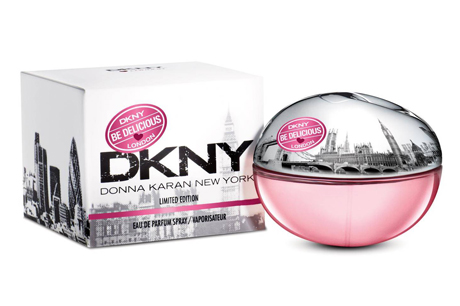 DKNY
BE DELICIOUS
LONDON
DKNY
DONNA KARAN NEW YORK
LIMITED EDITION
EAU DE PARFUM SPRAY / VAPORISATEUR
DKNY
BE DELICIOUS
LONDON